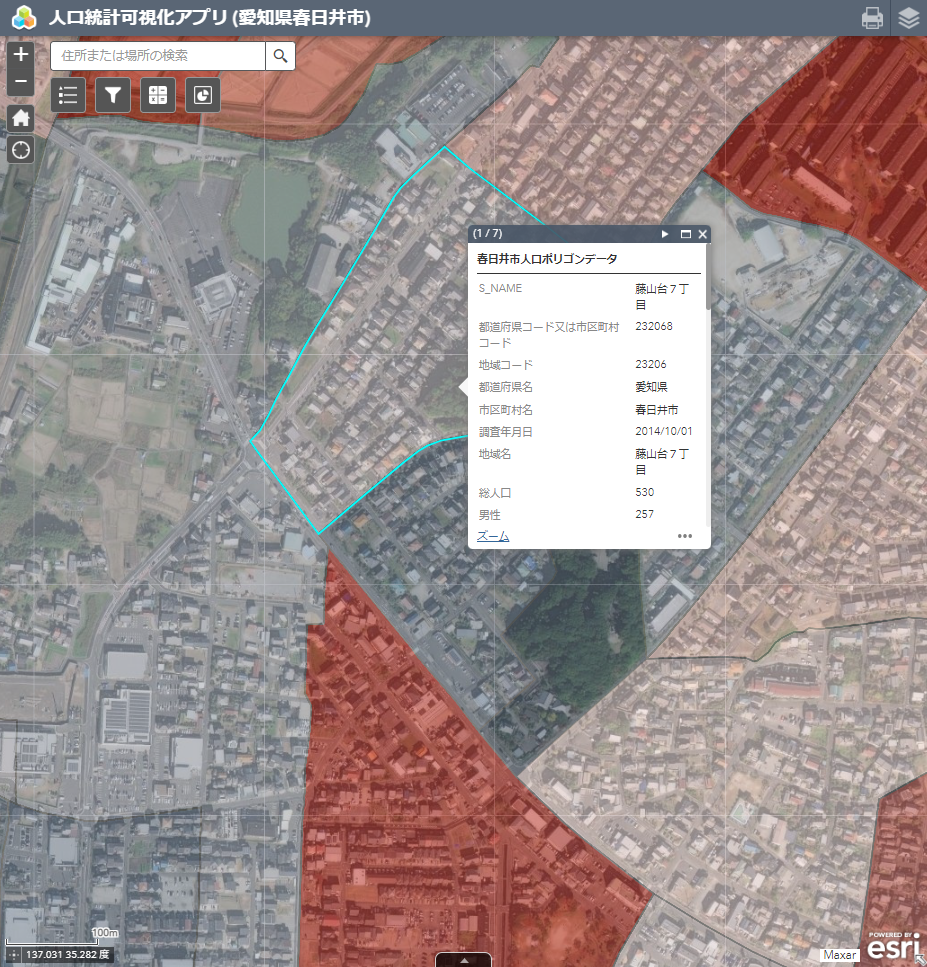 人口統計可視化アプリ (愛知県春日井市)
住所または場所の検索
(1 / 7)
春日井市人口ポリゴンデータ
S_NAME 藤山台７丁
目
都道府県コード又は市区町村 232068
コード
地域コード 23206
都道府県名 愛知県
市区町村名 春日井市
調査年月日 2014/10/01
地域名 藤山台７丁
目
総人口 530
男性 257
ズーム
100m
137.031 35.282 度
Maxar
POWERED BY
esri